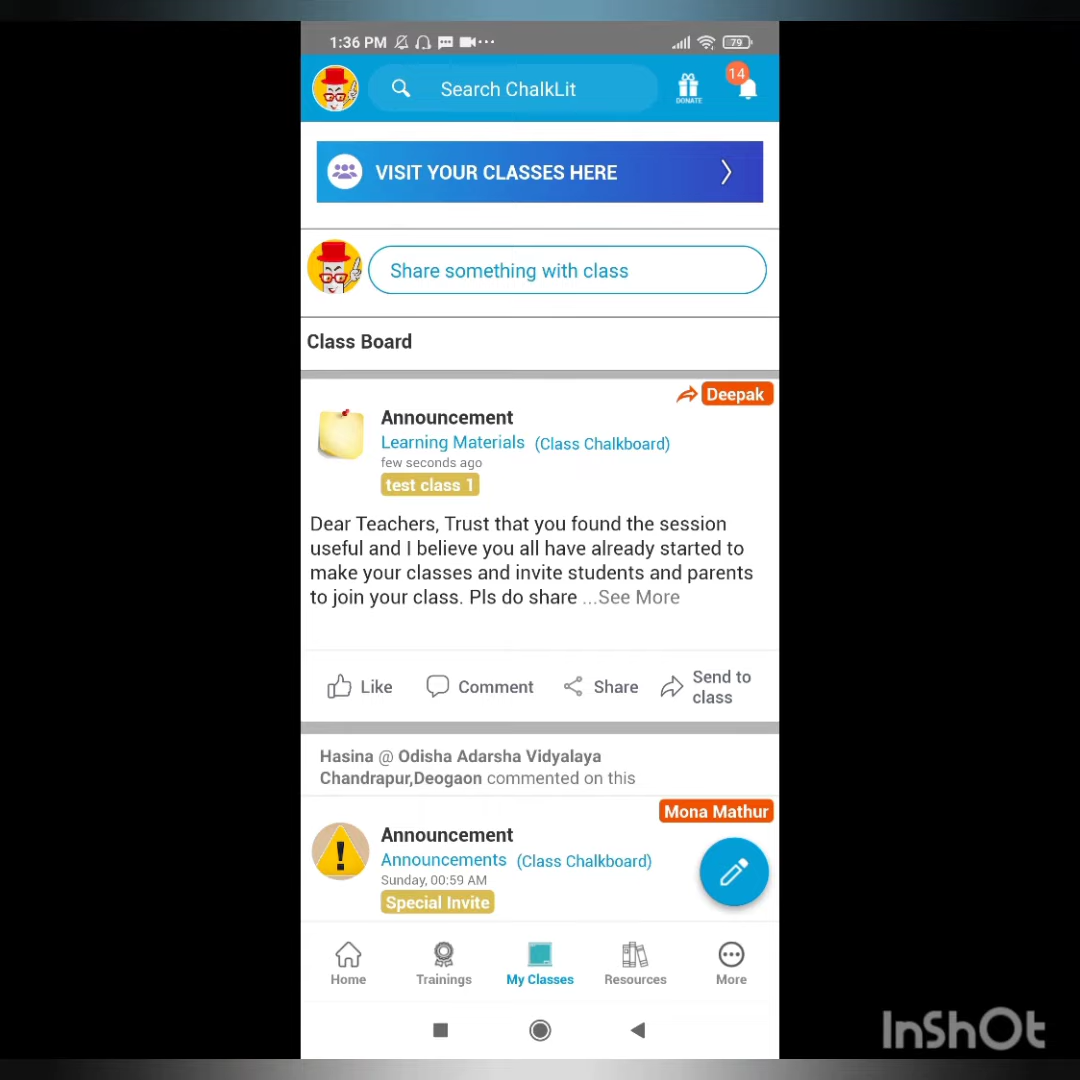 1:36 PM
79
Search ChalkLit
DONATE
14
VISIT YOUR CLASSES HERE
Share something with class
Class Board
Deepak
Announcement
Learning Materials (Class Chalkboard)
few seconds ago
test class 1
Dear Teachers, Trust that you found the session
useful and I believe you all have already started to
make your classes and invite students and parents
to join your class. Pls do share ...See More
Like Comment Share Send to
class
Hasina @ Odisha Adarsha Vidyalaya
Chandrapur,Deogaon commented on this
Mona Mathur
Announcement
Announcements (Class Chalkboard)
Sunday, 00:59 AM
Special Invite
Home Trainings My Classes Resources More
InShOt